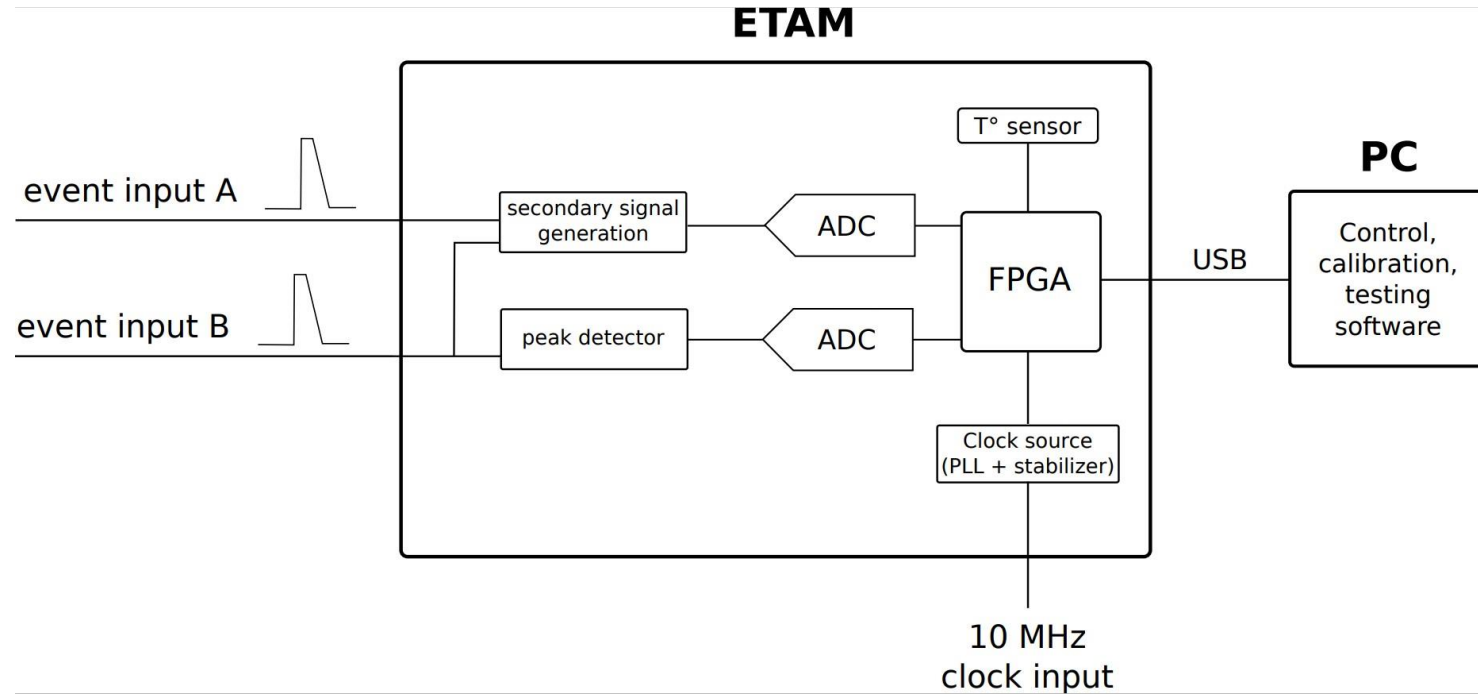 ETAM
T° sensor
PC
event input A
secondary signal
generation
ADC
FPGA
USB
Control,
calibration,
testing
software
event input B
peak detector
ADC
Clock source
(PLL + stabilizer)
10 MHz
clock input